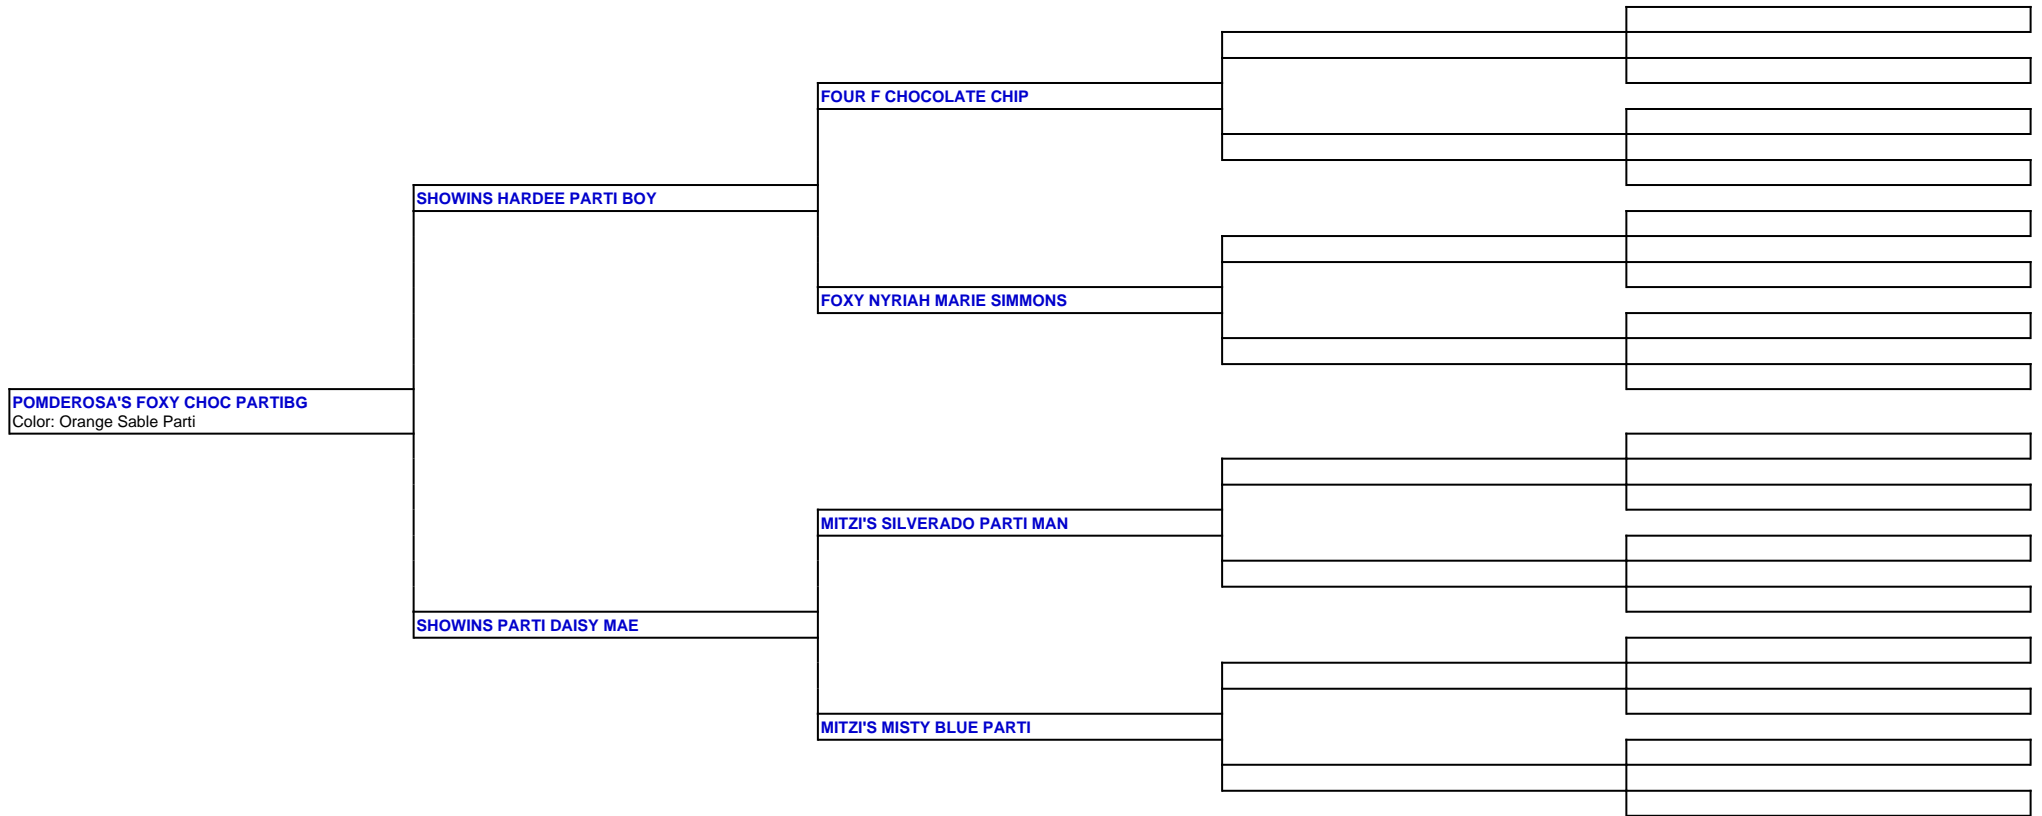 FOUR F CHOCOLATE CHIP
SHOWINS HARDEE PARTI BOY
FOXY NYRIAH MARIE SIMMONS
POMDEROSA'S FOXY CHOC PARTIBG
Color: Orange Sable Parti
MITZI'S SILVERADO PARTI MAN
SHOWINS PARTI DAISY MAE
MITZI'S MISTY BLUE PARTI